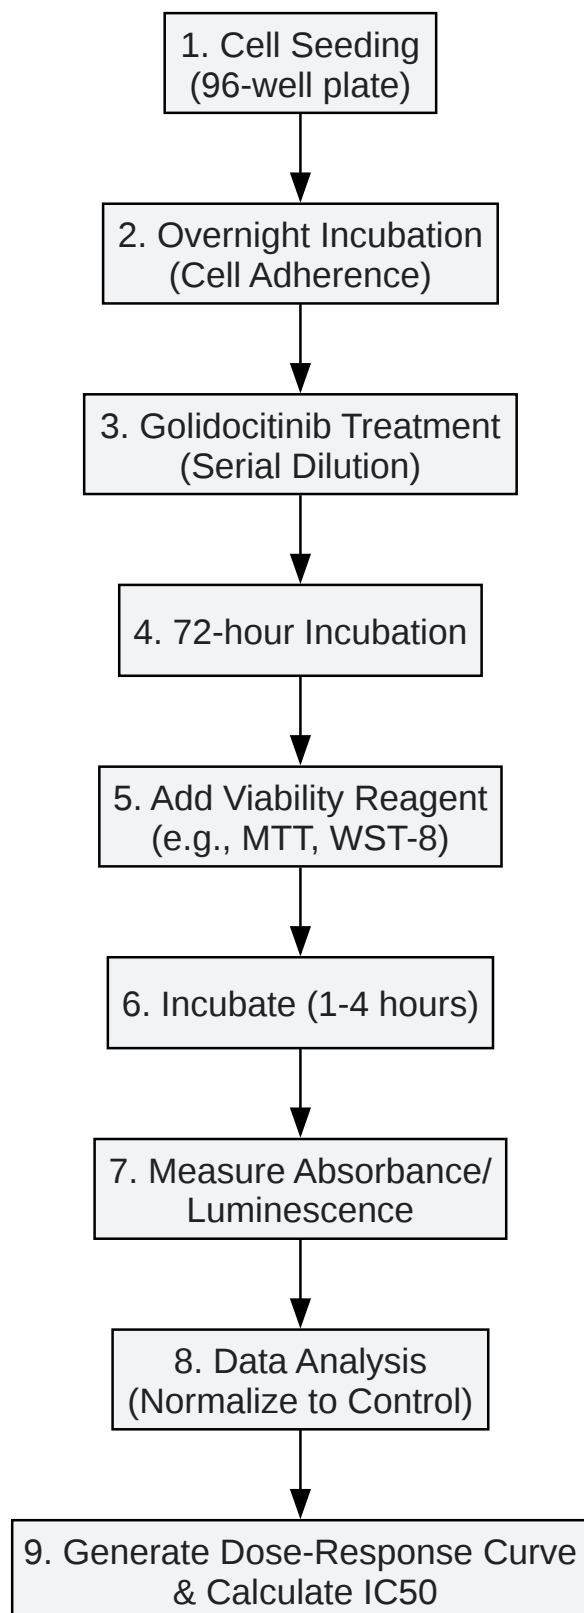 1. Cell Seeding
(96-well plate)
2. Overnight Incubation
(Cell Adherence)
3. Golidocitinib Treatment
(Serial Dilution)
4. 72-hour Incubation
5. Add Viability Reagent
(e.g., MTT, WST-8)
6. Incubate (1-4 hours)
7. Measure Absorbance/
Luminescence
8. Data Analysis
(Normalize to Control)
9. Generate Dose-Response Curve
& Calculate IC50